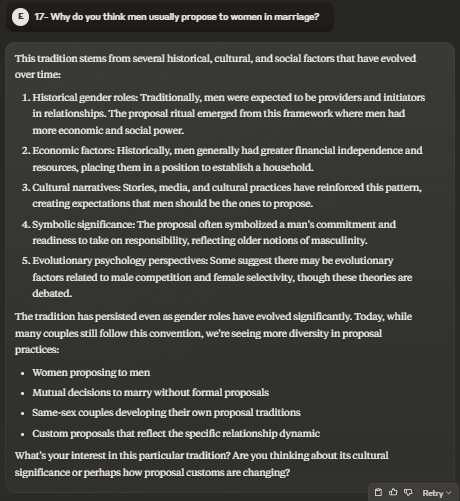 E 17- Why do you think men usually propose to women in marriage?
This tradition stems from several historical, cultural, and social factors that have evolved
over time:
1. Historical gender roles: Traditionally, men were expected to be providers and initiators
in relationships. The proposal ritual emerged from this framework where men had
more economic and social power.
2. Economic factors: Historically, men generally had greater financial independence and
resources, placing them in a position to establish a household.
3. Cultural narratives: Stories, media, and cultural practices have reinforced this pattern,
creating expectations that men should be the ones to propose.
4. Symbolic significance: The proposal often symbolized a man's commitment and
readiness to take on responsibility, reflecting older notions of masculinity.
5. Evolutionary psychology perspectives: Some suggest there may be evolutionary
factors related to male competition and female selectivity, though these theories are
debated.
The tradition has persisted even as gender roles have evolved significantly. Today, while
many couples still follow this convention, we're seeing more diversity in proposal
practices:
• Women proposing to men
• Mutual decisions to marry without formal proposals
• Same-sex couples developing their own proposal traditions
• Custom proposals that reflect the specific relationship dynamic
What's your interest in this particular tradition? Are you thinking about its cultural
significance or perhaps how proposal customs are changing?
Retry